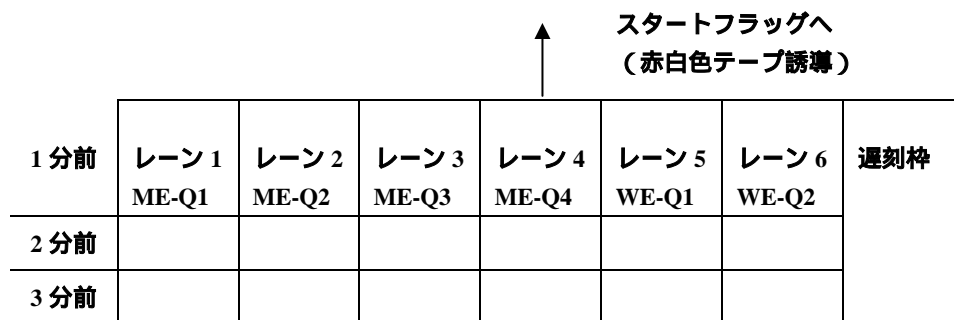 スタートフラッグへ
（赤白色テープ誘導）
1 分前 レーン 1 レーン 2 レーン 3 レーン 4 レーン 5 レーン 6 遅刻枠
ME-Q1 ME-Q2 ME-Q3 ME-Q4 WE-Q1 WE-Q2
2 分前
3 分前